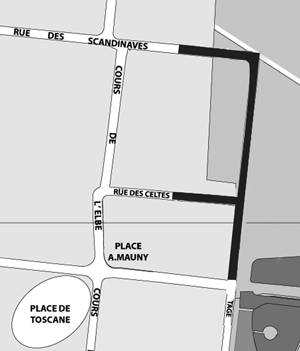 RUE DES SCANDINAVES
COURS DE L'ELBE
RUE DES CELTES
PLACE
A.MAUNY
PLACE DE
TOSCANE
COURS
TAGE